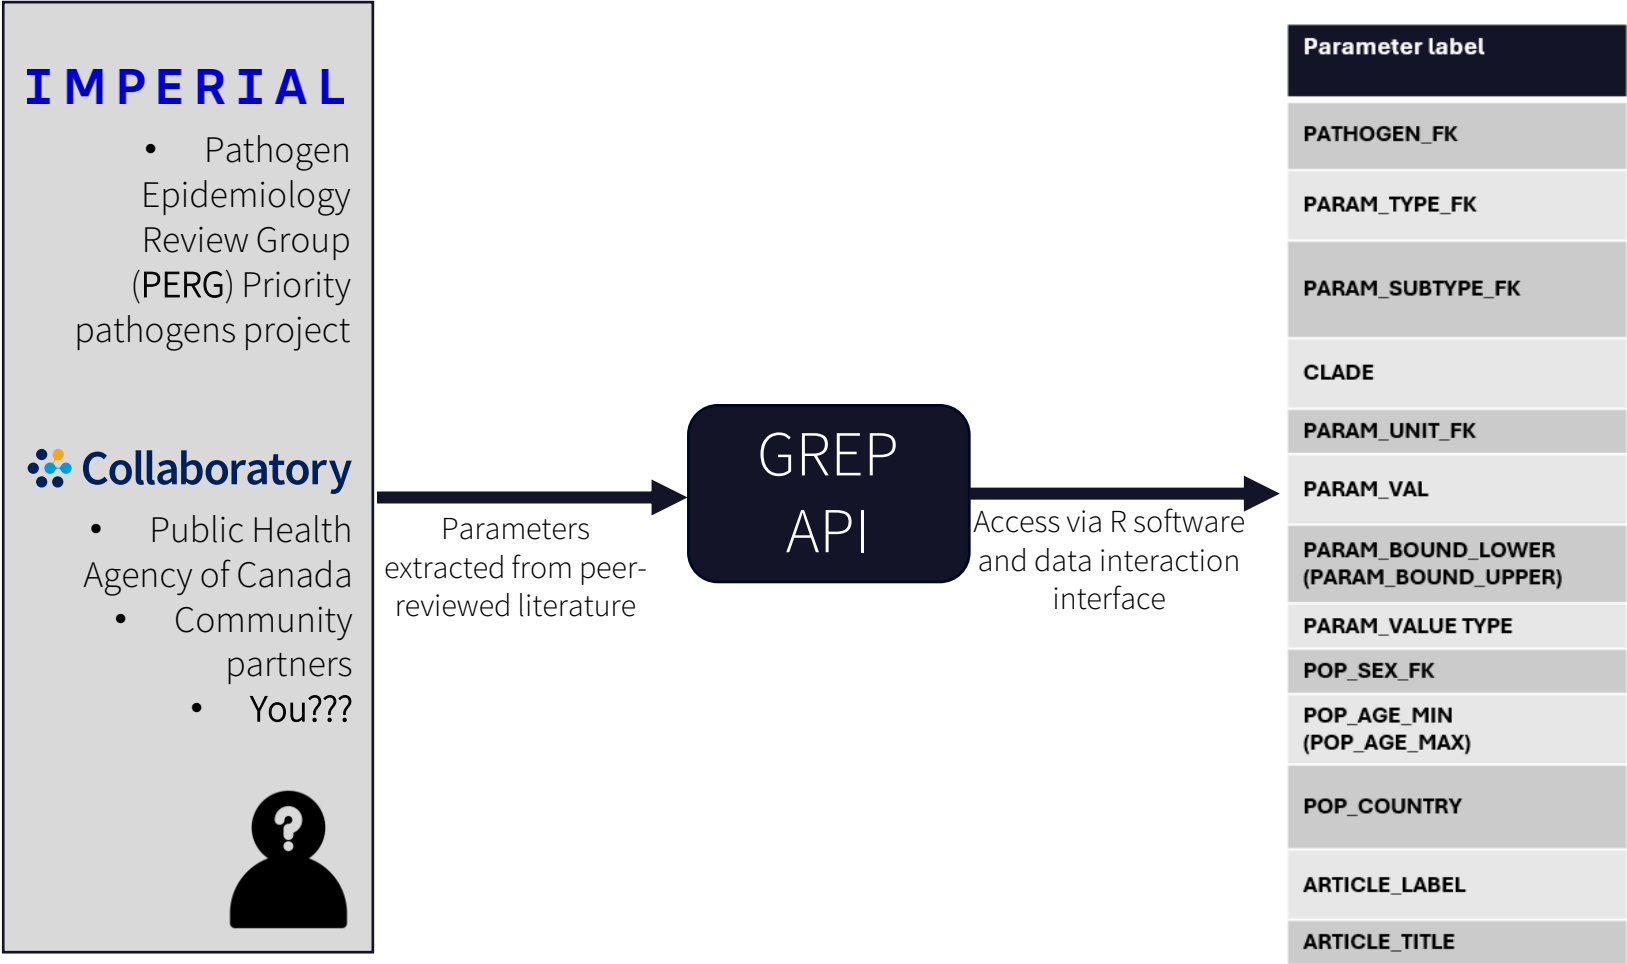 IMPERIAL
• Pathogen
Epidemiology
Review Group
(PERG) Priority
pathogens project
Collaboratory
• Public Health
Agency of Canada
• Community
partners
• You???
?
Parameters
extracted from peer-
reviewed literature
GREP
API
Access via R software
and data interaction
interface
Parameter label
PATHOGEN_FK
PARAM_TYPE_FK
PARAM_SUBTYPE_FK
CLADE
PARAM_UNIT_FK
PARAM_VAL
PARAM_BOUND_LOWER
(PARAM_BOUND_UPPER)
PARAM_VALUE TYPE
POP_SEX_FK
POP_AGE_MIN
(POP_AGE_MAX)
POP_COUNTRY
ARTICLE_LABEL
ARTICLE_TITLE